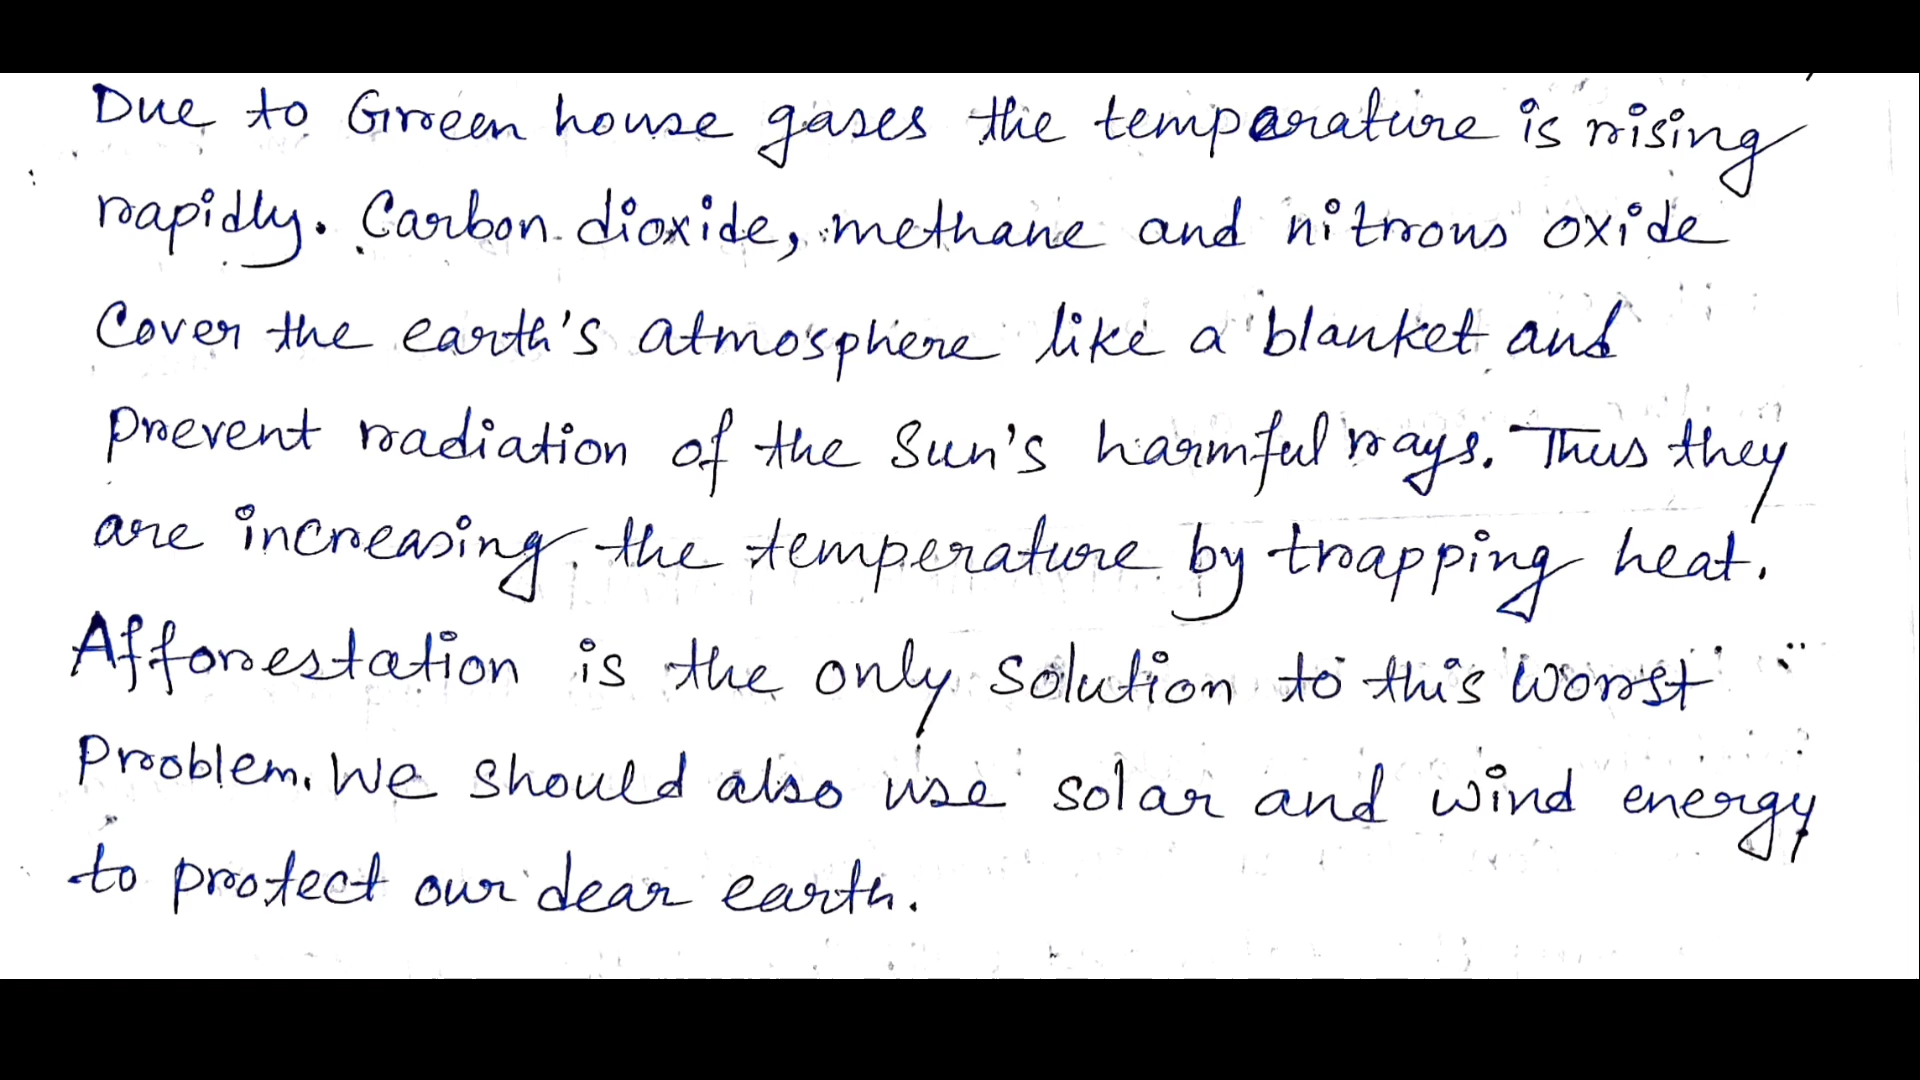 Due to Green house gases the temperature is rising
rapidly. Carbon dioxide, methane and nitrous oxide
Cover the earth's atmosphere like a blanket and
prevent radiation of the Sun's harmful rays. Thus they
are increasing the temperature by trapping heat.
Afforestation is the only solution to this worst
Problem. We should also use solar and wind energy
to protect our dear earth.